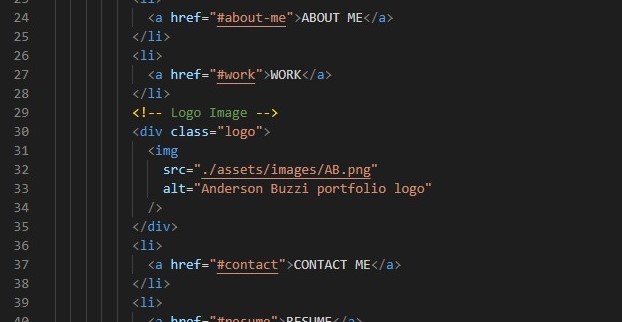 24 <a href="#about-me">ABOUT ME</a>
25 </li>
26 <li>
27 <a href="#work">WORK</a>
28 </li>
29 <!-- Logo Image -->
30 <div class="logo">
31 <img
32 src="./assets/images/AB.png"
33 alt="Anderson Buzzi portfolio logo"
34 />
35 </div>
36 <li>
37 <a href="#contact">CONTACT ME</a>
38 </li>
39 <li>
40 <a href="#resume">RESUME</a>